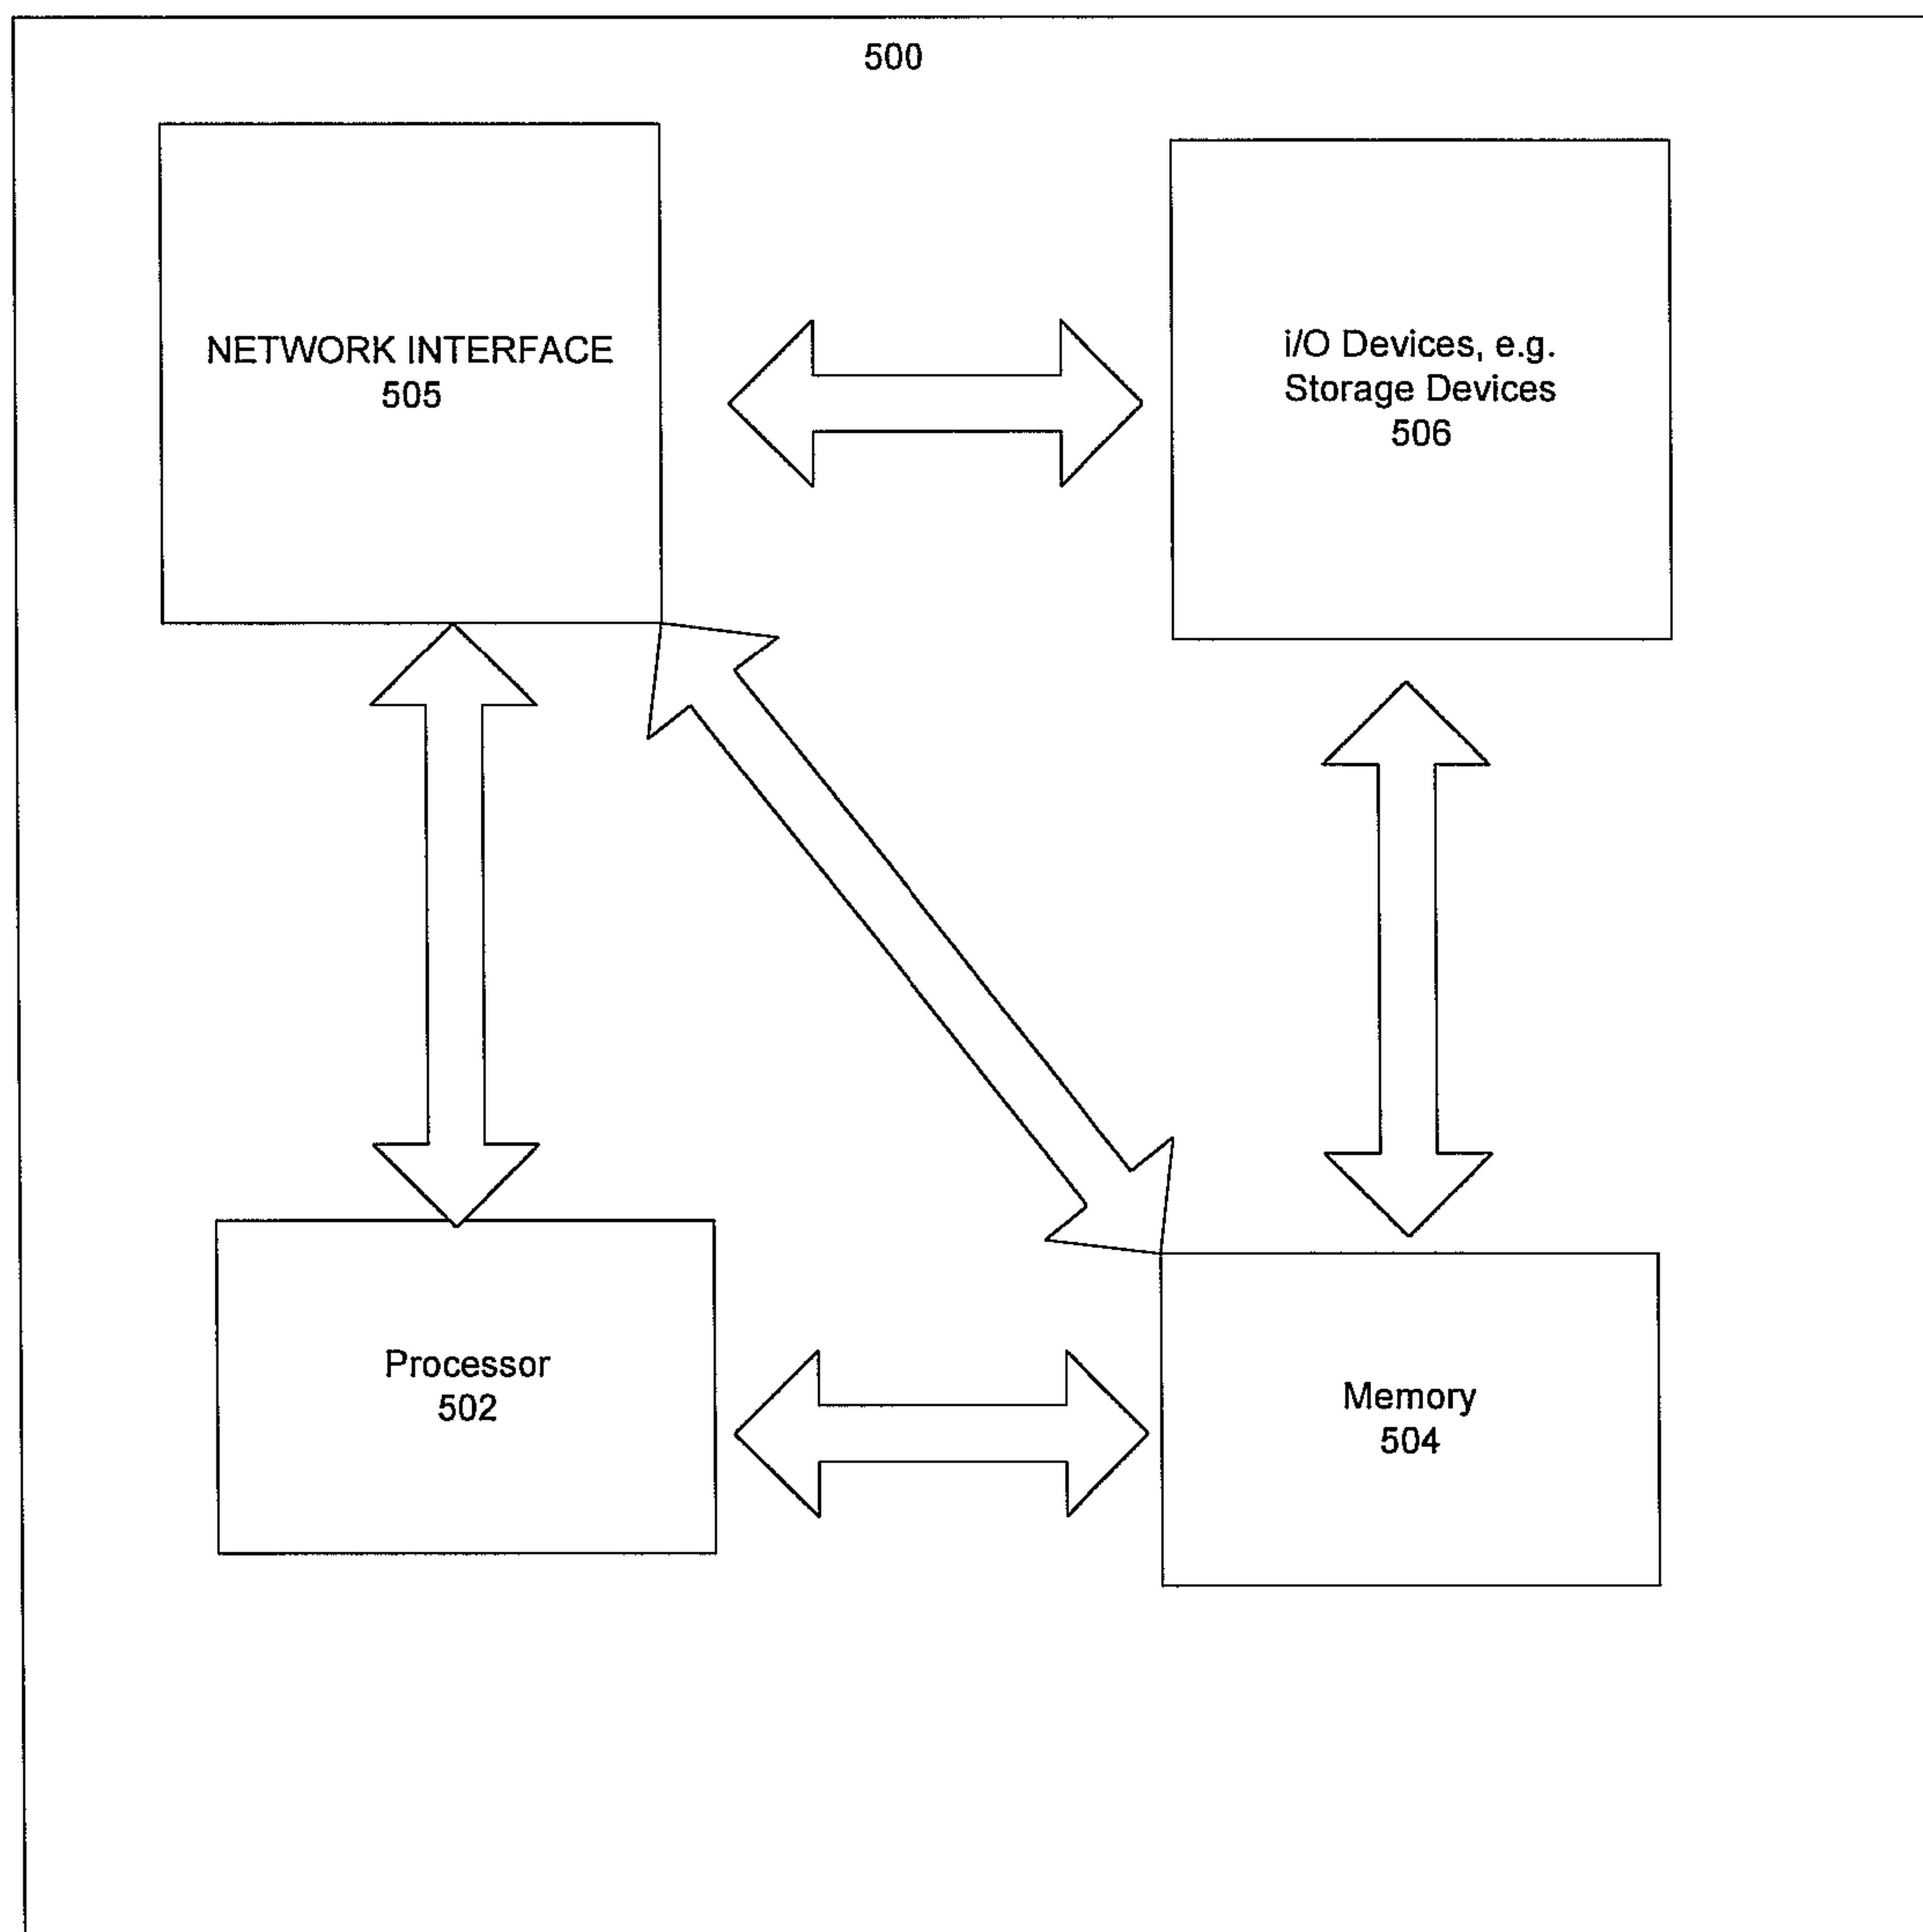 500
NETWORK INTERFACE
505
i/O Devices, e.g.
Storage Devices
506
Processor
502
Memory
504